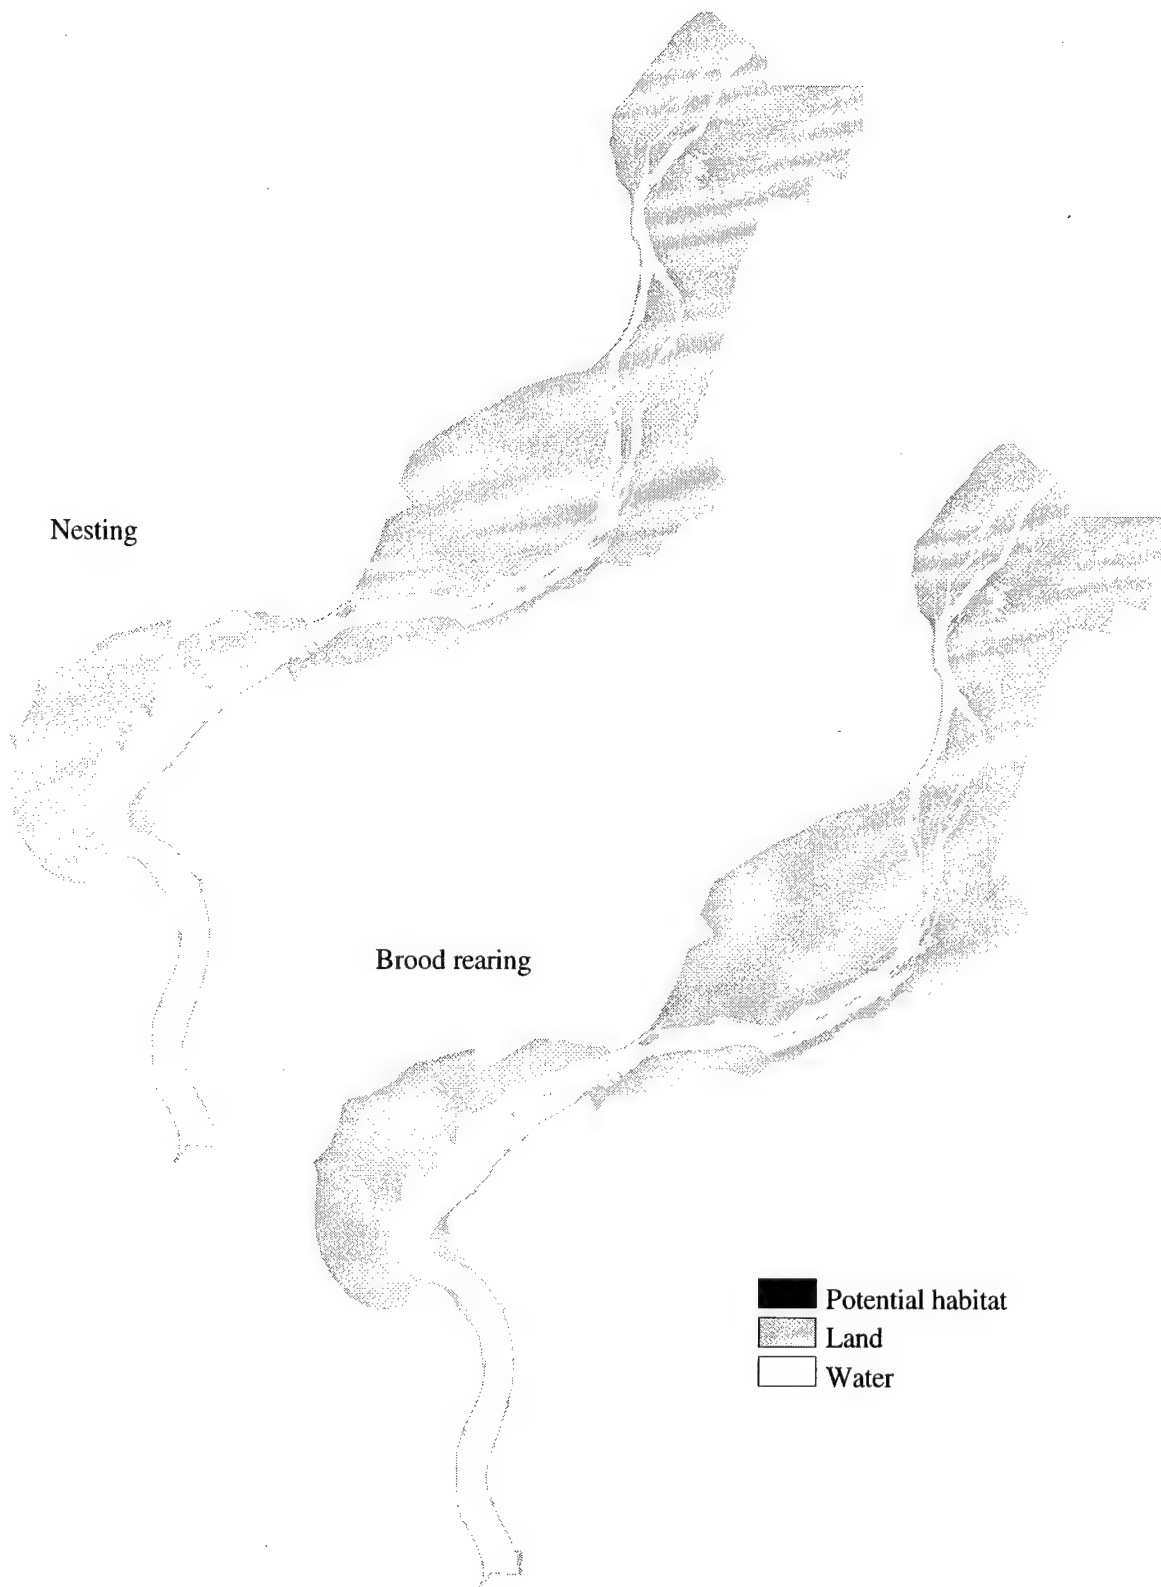 Nesting
Brood rearing
Potential habitat
Land
Water